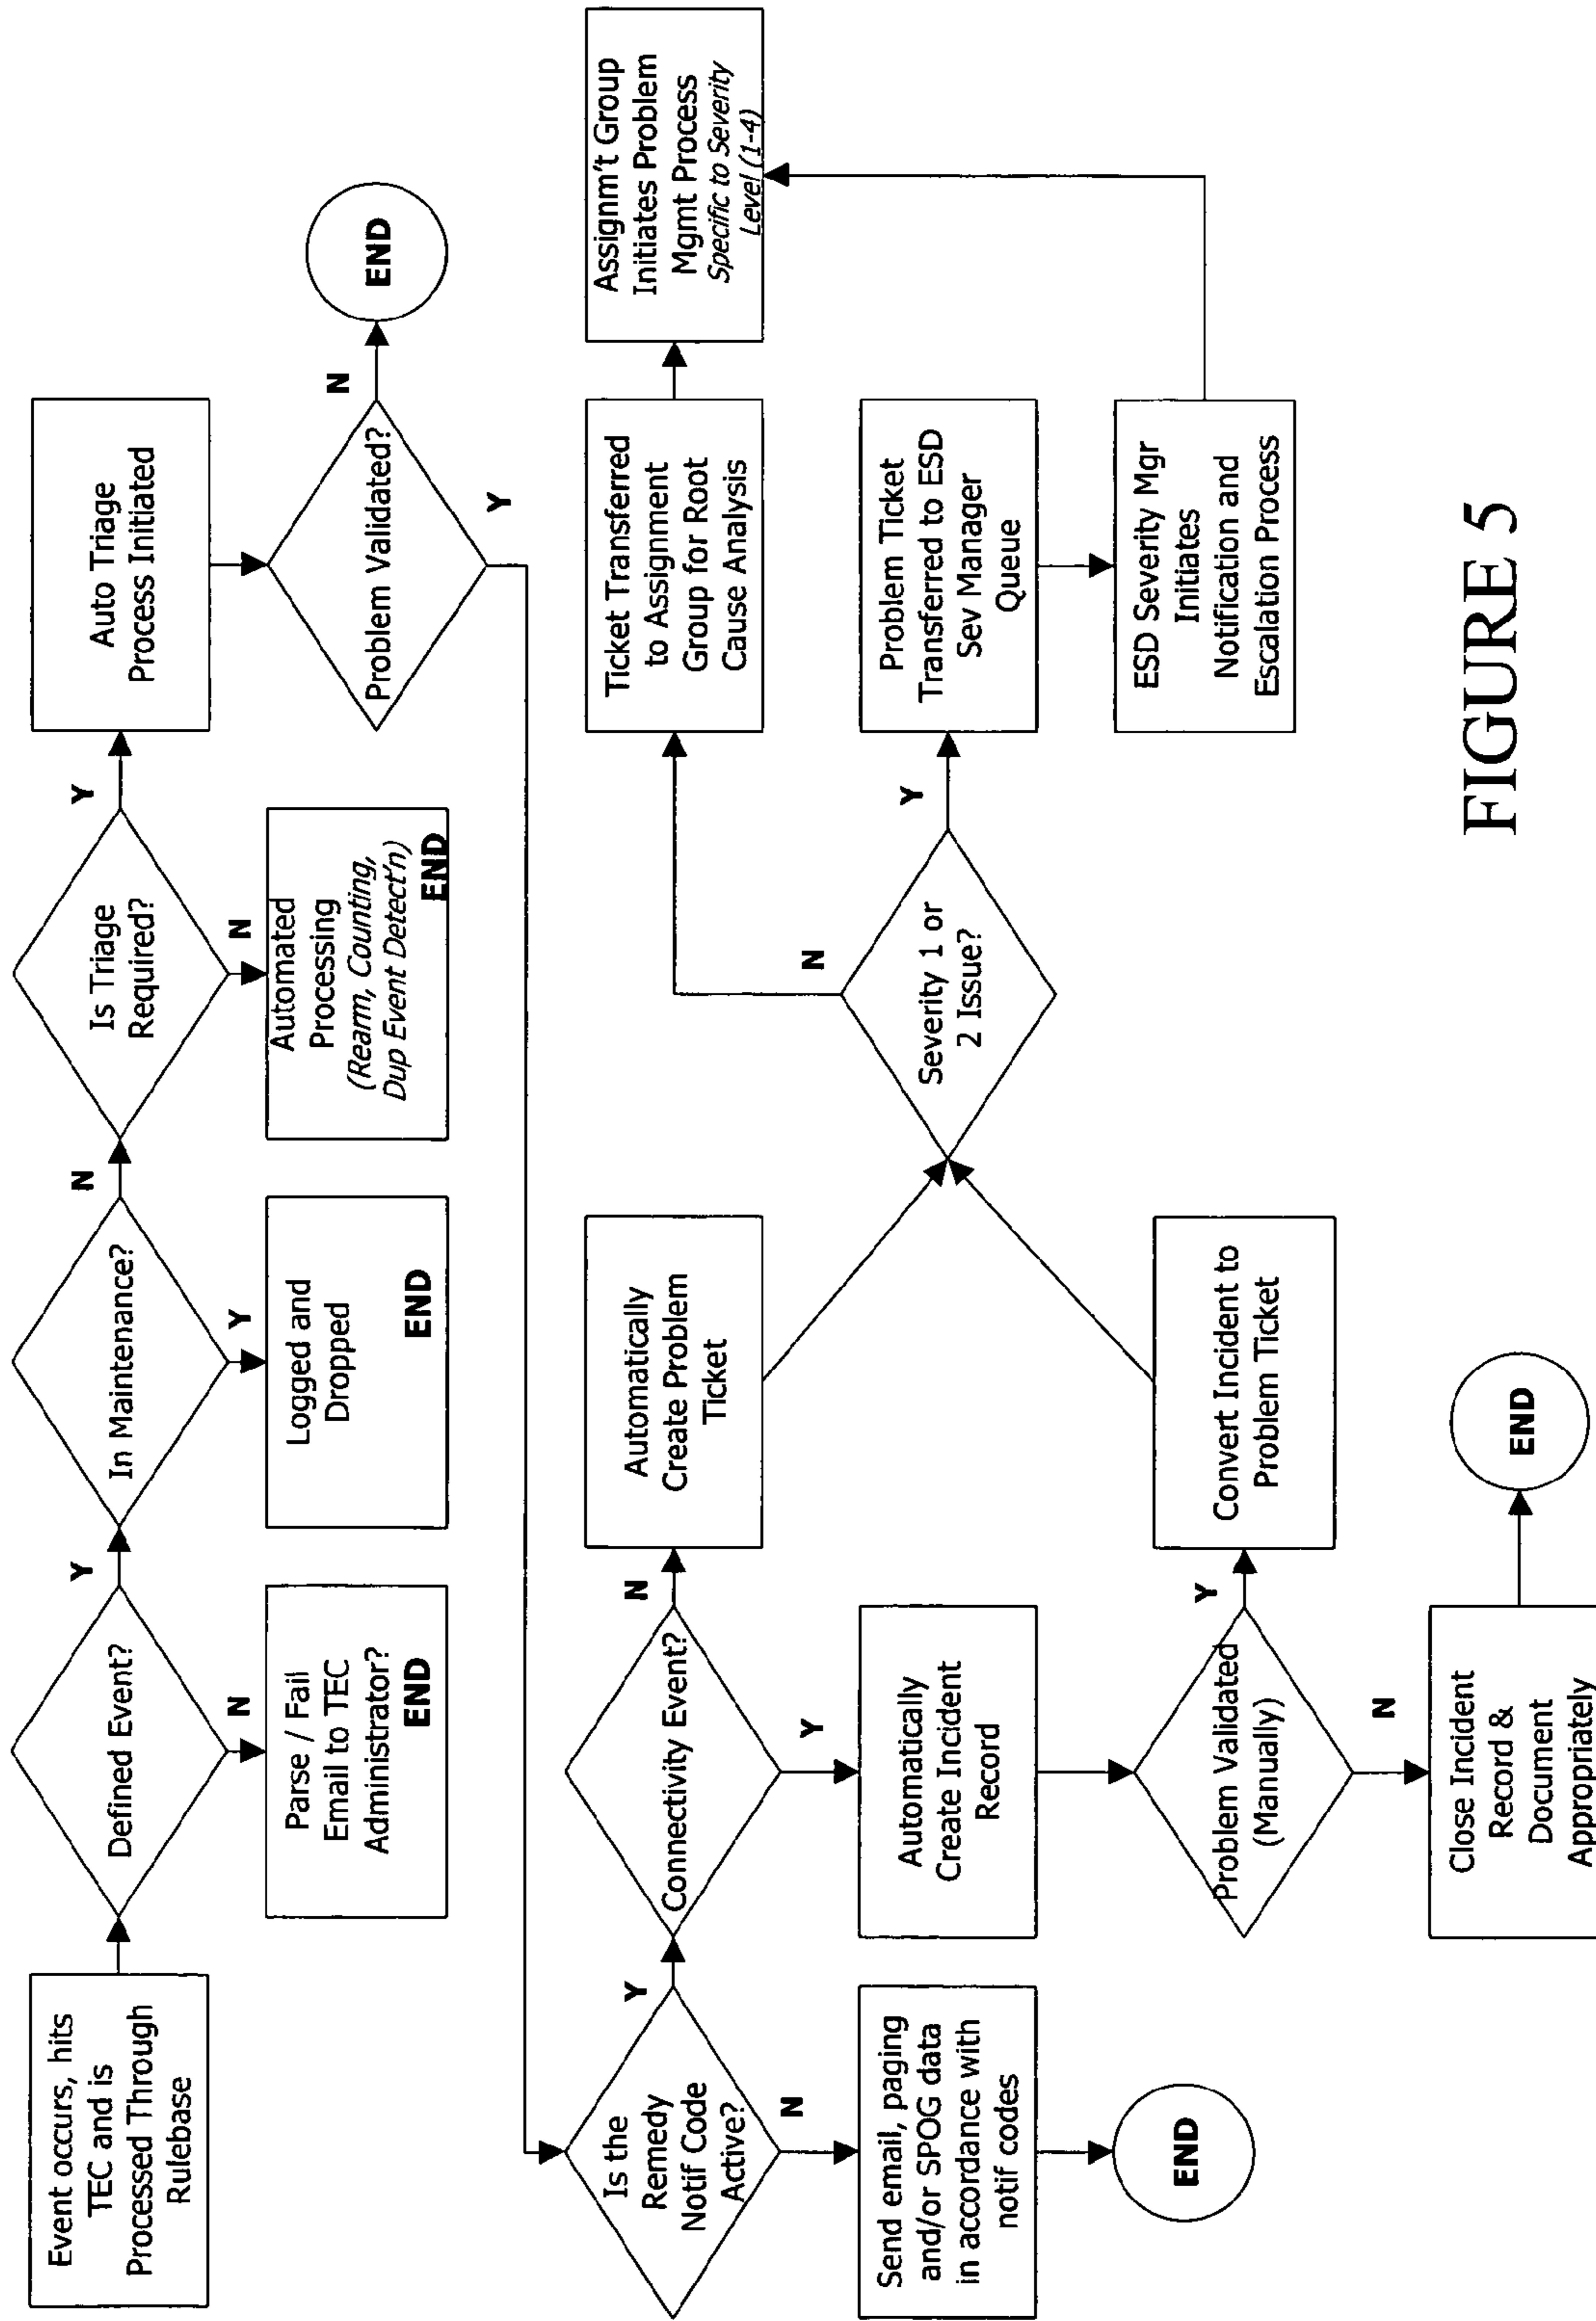 Event occurs, hits
TEC and is
Processed Through
Rulebase
Defined Event?
Y
N
Parse / Fail
Email to TEC
Administrator?
END
In Maintenance?
N
Y
Logged and
Dropped
END
Is Triage
Required?
Y
N
Automated
Processing
(Rearm, Counting,
Dup Event Detect'n)
END
Auto Triage
Process Initiated
Problem Validated?
N
END
Y
Is the
Remedy
Notif Code
Active?
Y
N
Send email, paging
and/or SPOG data
in accordance with
notif codes
END
Connectivity Event?
N
Y
Automatically
Create Problem
Ticket
Automatically
Create Incident
Record
Problem Validated
(Manually)
Y
N
Convert Incident to
Problem Ticket
Close Incident
Record &
Document
Appropriately
END
Severity 1 or
2 Issue?
N
Y
Ticket Transferred
to Assignment
Group for Root
Cause Analysis
Problem Ticket
Transferred to ESD
Sev Manager
Queue
ESD Severity Mgr
Initiates
Notification and
Escalation Process
Assignm't Group
Initiates Problem
Mgmt Process
Specific to Severity
Level (1-4)
FIGURE 5